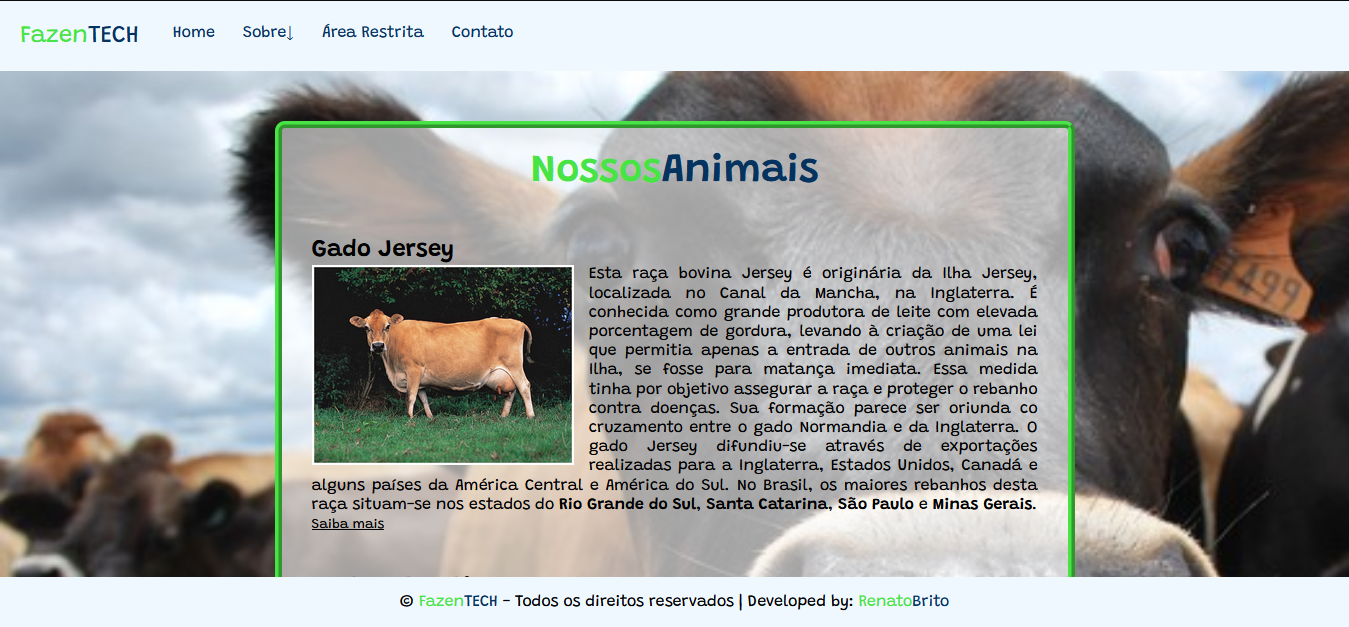 FazenTECH Home Sobre↓ Área Restrita Contato
NossosAnimais
Gado Jersey
Esta raça bovina Jersey é originária da Ilha Jersey,
localizada no Canal da Mancha, na Inglaterra. É
conhecida como grande produtora de leite com elevada
porcentagem de gordura, levando à criação de uma lei
que permitia apenas a entrada de outros animais na
Ilha, se fosse para matança imediata. Essa medida
tinha por objetivo assegurar a raça e proteger o rebanho
contra doenças. Sua formação parece ser oriunda co
cruzamento entre o gado Normandia e da Inglaterra. O
gado Jersey difundiu-se através de exportações
realizadas para a Inglaterra, Estados Unidos, Canadá e
alguns países da América Central e América do Sul. No Brasil, os maiores rebanhos desta
raça situam-se nos estados do Rio Grande do Sul, Santa Catarina, São Paulo e Minas Gerais.
Saiba mais
© FazenTECH - Todos os direitos reservados | Developed by: RenatoBrito